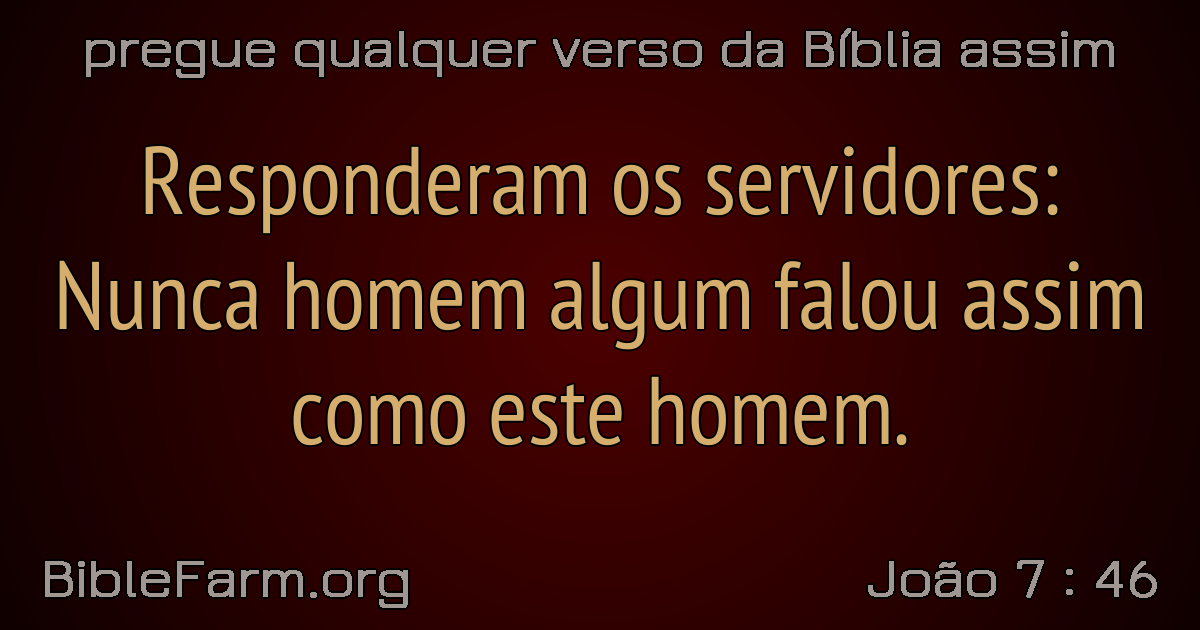 pregue qualquer verso da Bíblia assim
Responderam os servidores:
Nunca homem algum falou assim
como este homem.
BibleFarm.org
João 7 : 46